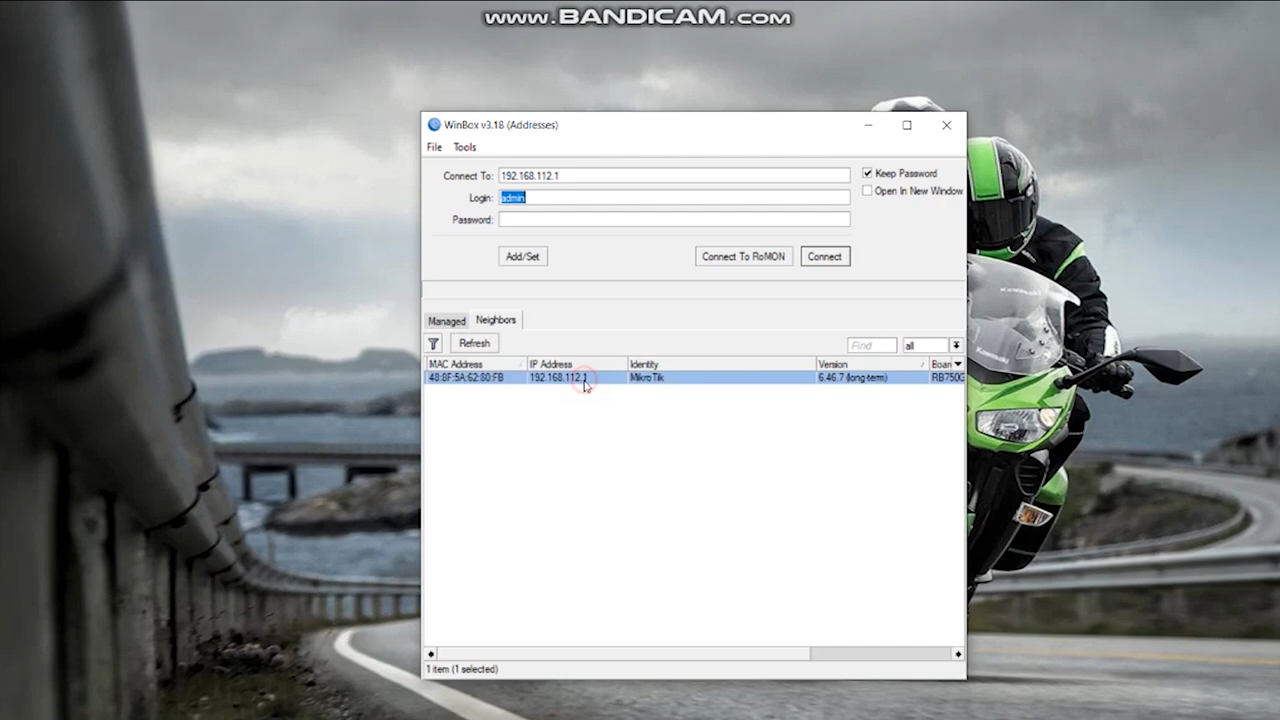 www.BANDICAM.com
WinBox v3.18 (Addresses)
File Tools
Connect To: 192.168.112.1
Keep Password
Login: admin
Open In New Window
Password:
Add/Set Connect To RoMON Connect
Managed Neighbors
Refresh Find all
MAC Address IP Address Identity Version Boar
48:8F:5A:62:80:FB 192.168.112.1 MikroTik 6.46.7 (long-term) RB750G
1 item (1 selected)